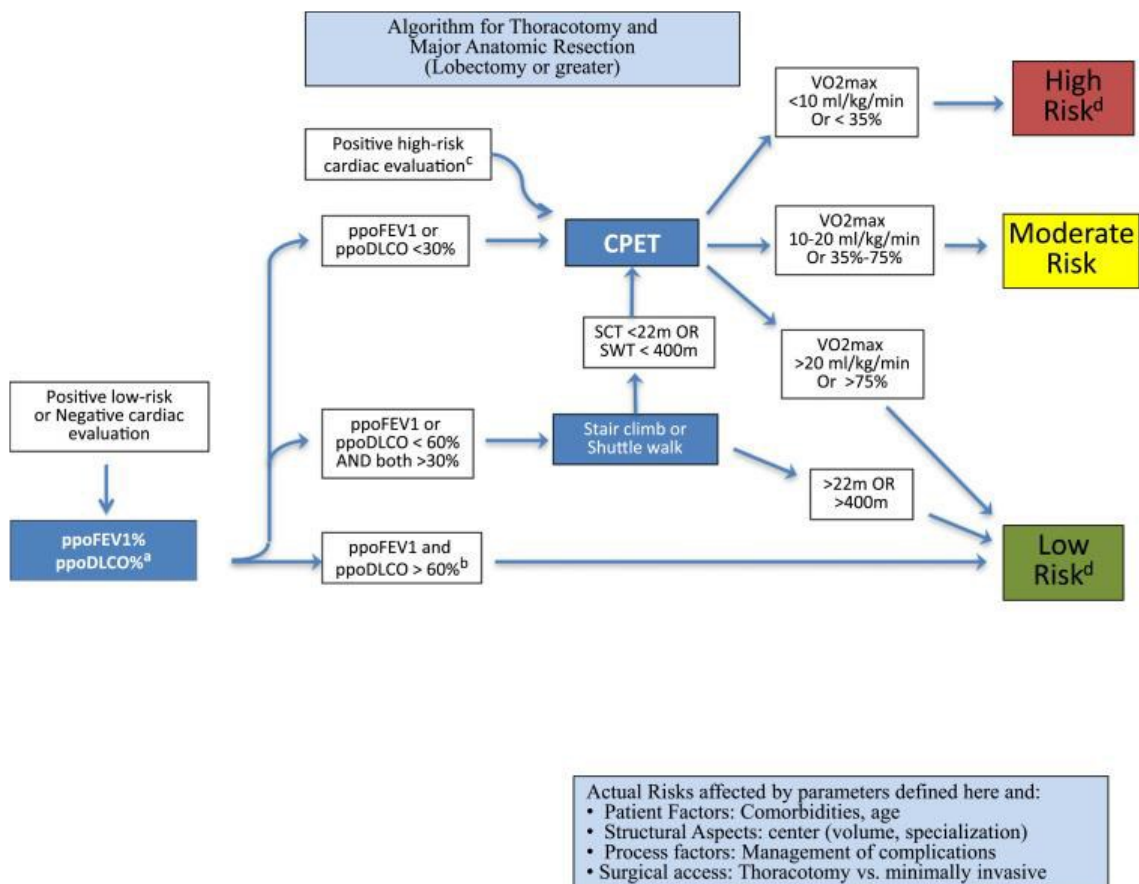 Algorithm for Thoracotomy and
Major Anatomic Resection
(Lobectomy or greater)
VO2max
<10 ml/kg/min
Or < 35%
High
Riskᵈ
Positive high-risk
cardiac evaluationᶜ
ppoFEV1 or
ppoDLCO <30%
CPET
VO2max
10-20 ml/kg/min
Or 35%-75%
Moderate
Risk
SCT <22m OR
SWT < 400m
VO2max
>20 ml/kg/min
Or >75%
Positive low-risk
or Negative cardiac
evaluation
ppoFEV1 or
ppoDLCO < 60%
AND both >30%
Stair climb or
Shuttle walk
>22m OR
>400m
ppoFEV1%
ppoDLCO%ᵃ
ppoFEV1 and
ppoDLCO > 60%ᵇ
Low
Riskᵈ
Actual Risks affected by parameters defined here and:
• Patient Factors: Comorbidities, age
• Structural Aspects: center (volume, specialization)
• Process factors: Management of complications
• Surgical access: Thoracotomy vs. minimally invasive